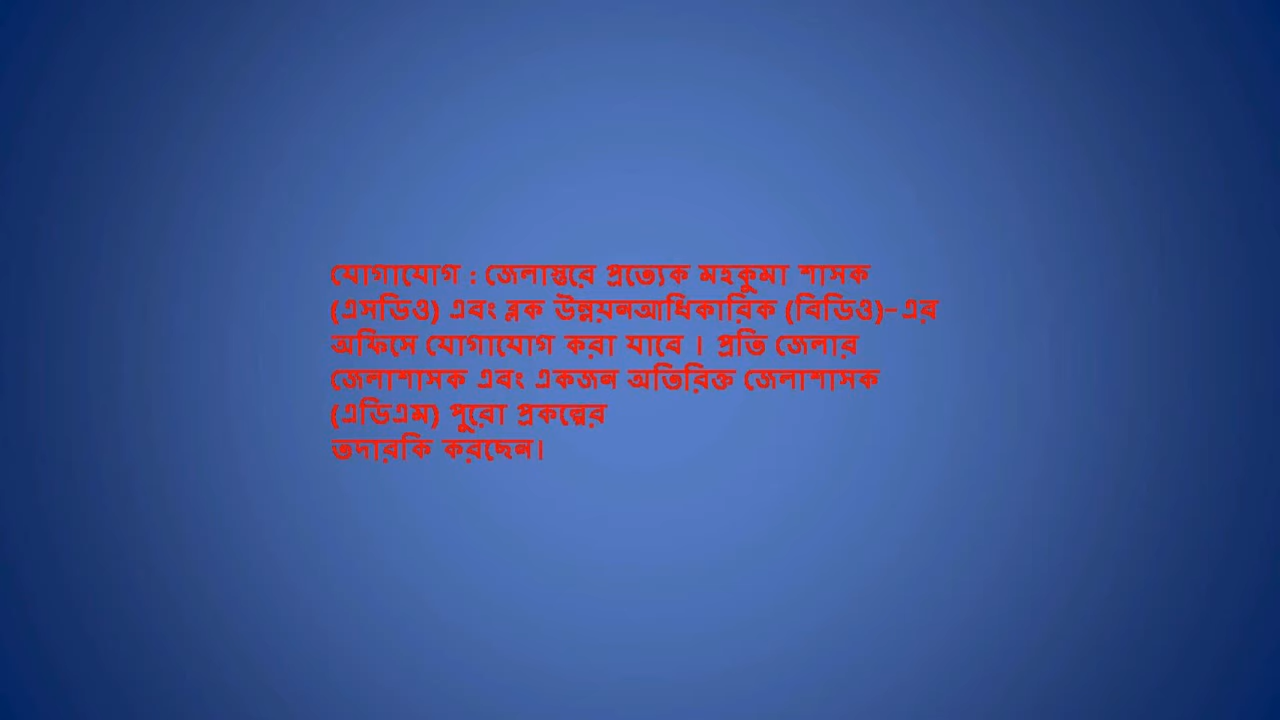 যোগাযোগ : জেলাস্তরে প্রত্যেক মহকুমা শাসক
(এসডিও) এবং ব্লক উন্নয়নআধিকারিক (বিডিও)-এর
অফিসে যোগাযোগ করা যাবে । প্রতি জেলার
জেলাশাসক এবং একজন অতিরিক্ত জেলাশাসক
(এডিএম) পুরো প্রকল্পের
তদারকি করছেন।